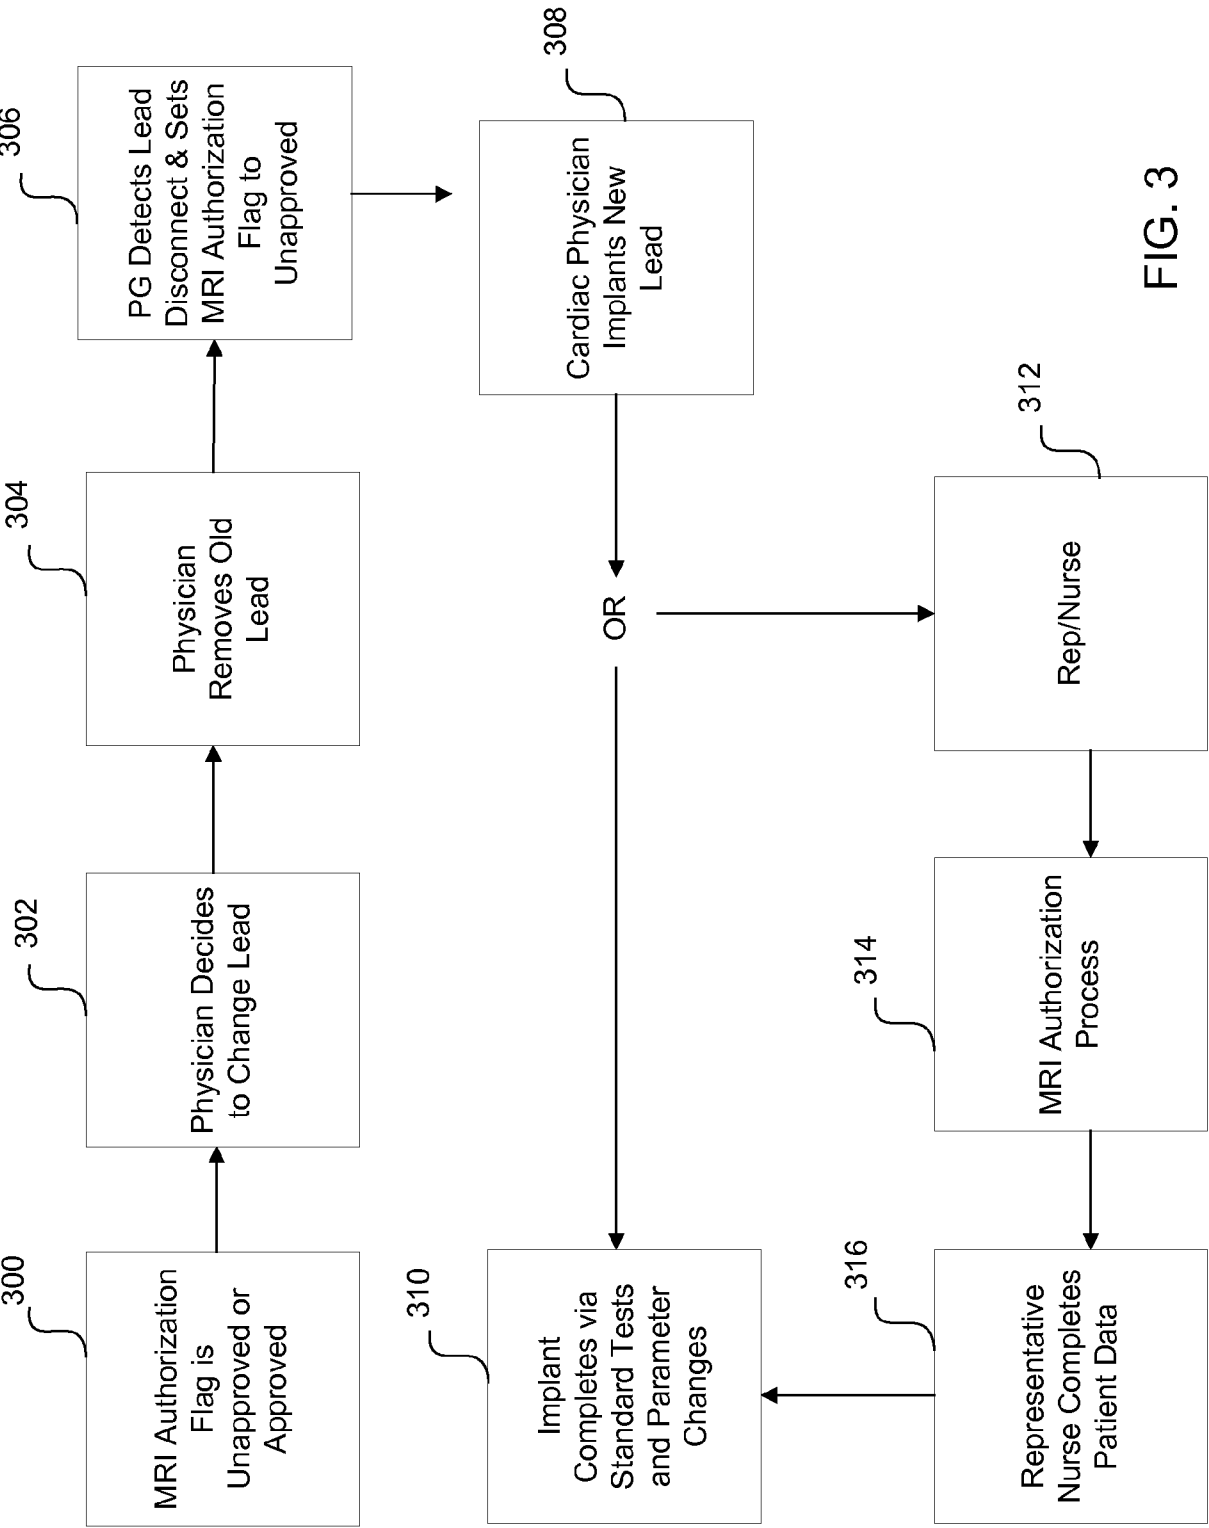 300
MRI Authorization
Flag is
Unapproved or
Approved
302
Physician Decides
to Change Lead
304
Physician
Removes Old
Lead
306
PG Detects Lead
Disconnect & Sets
MRI Authorization
Flag to
Unapproved
308
Cardiac Physician
Implants New
Lead
OR
310
Implant
Completes via
Standard Tests
and Parameter
Changes
312
Rep/Nurse
314
MRI Authorization
Process
316
Representative
Nurse Completes
Patient Data
FIG. 3